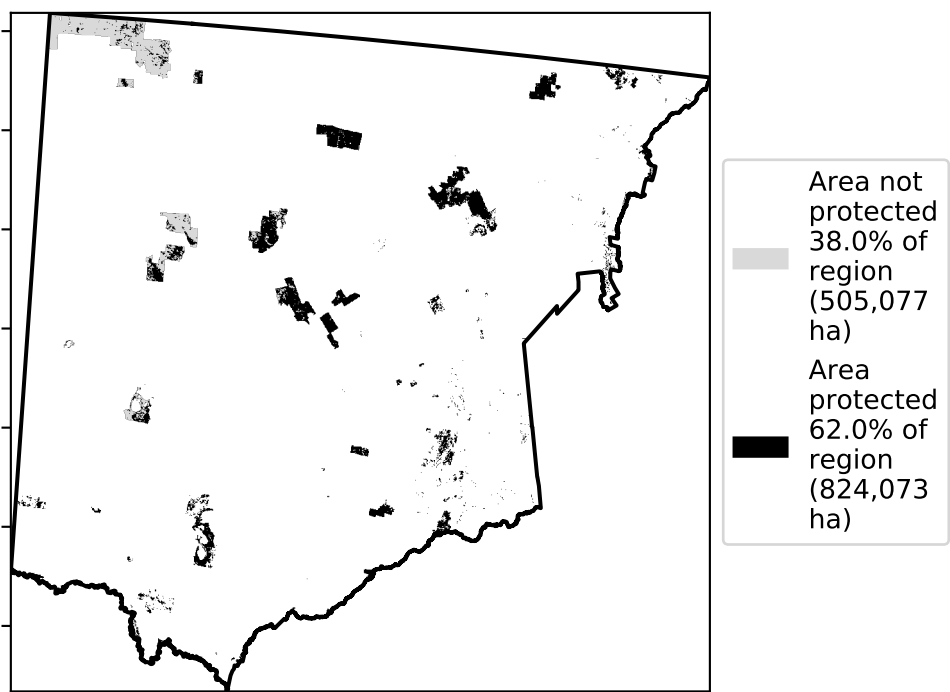 Area not
protected
38.0% of
region
(505,077
ha)
Area
protected
62.0% of
region
(824,073
ha)